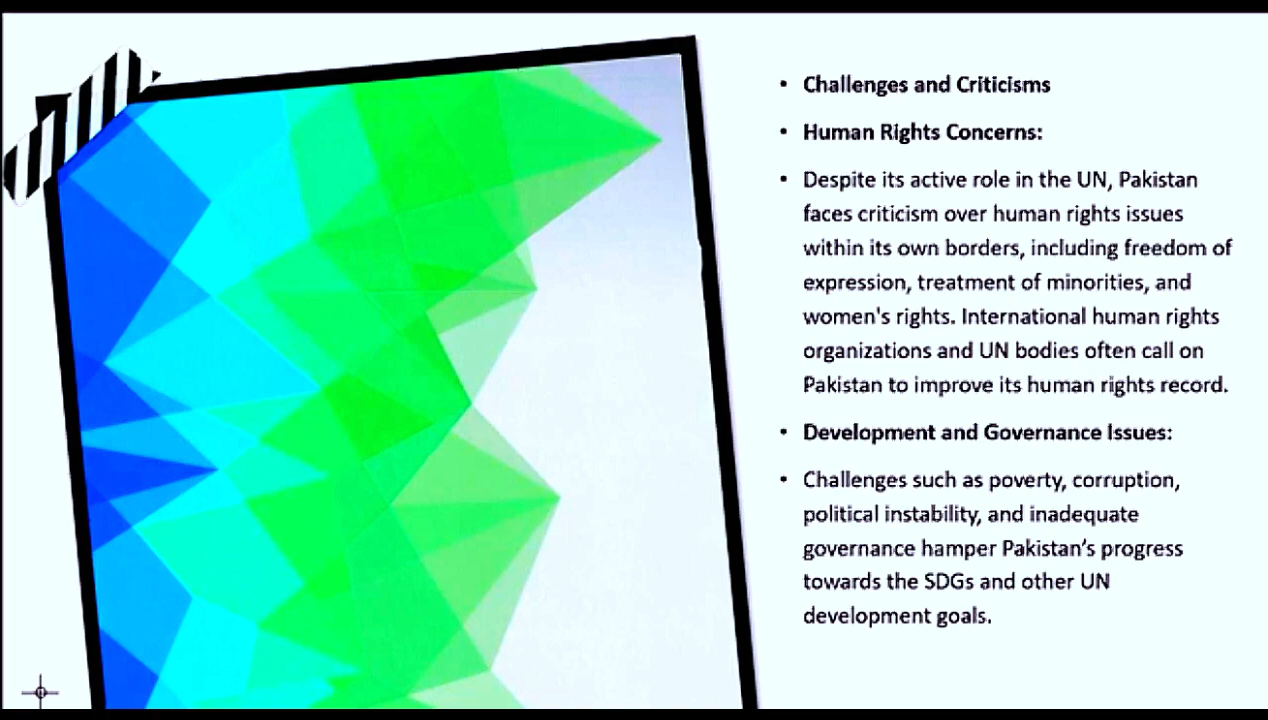 • Challenges and Criticisms
• Human Rights Concerns:
• Despite its active role in the UN, Pakistan
faces criticism over human rights issues
within its own borders, including freedom of
expression, treatment of minorities, and
women's rights. International human rights
organizations and UN bodies often call on
Pakistan to improve its human rights record.
• Development and Governance Issues:
• Challenges such as poverty, corruption,
political instability, and inadequate
governance hamper Pakistan’s progress
towards the SDGs and other UN
development goals.